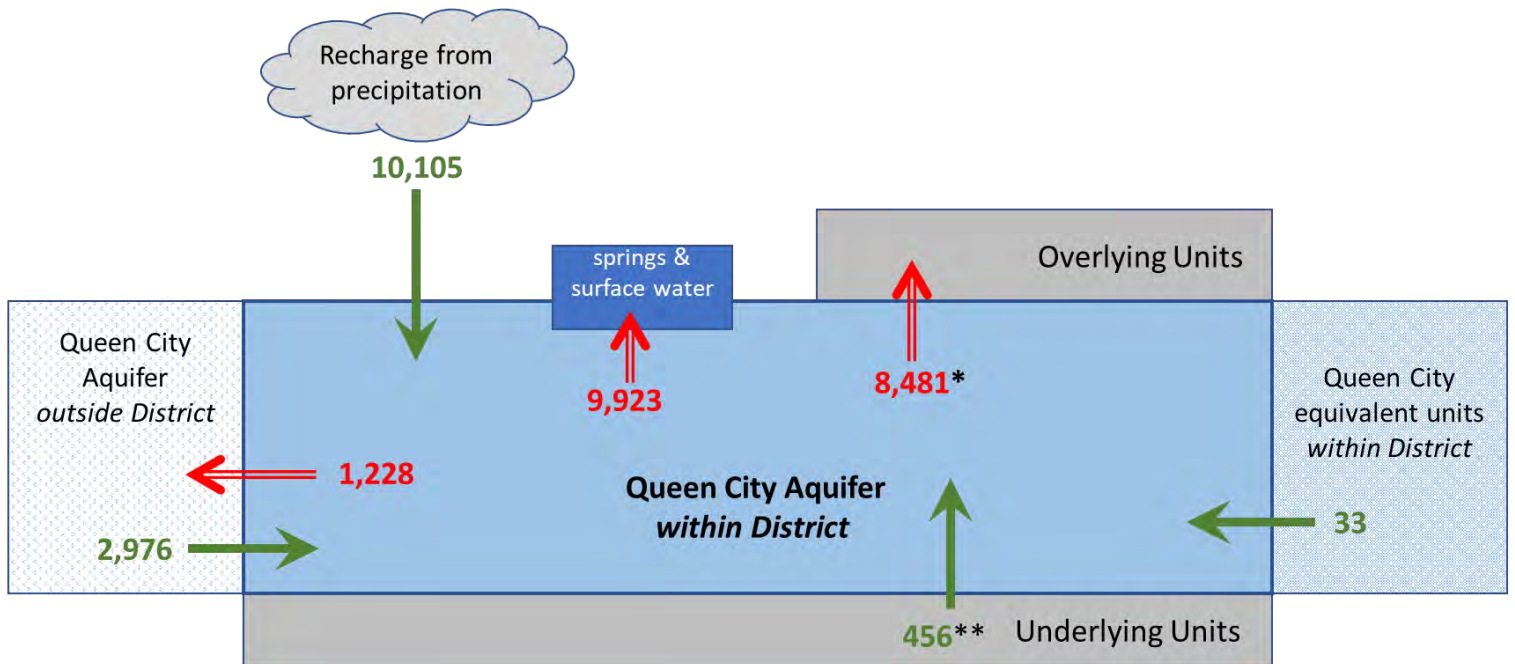 Recharge from
precipitation
10,105
springs &
surface water
Overlying Units
Queen City
Aquifer
outside District
9,923
8,481*
Queen City
equivalent units
within District
1,228
Queen City Aquifer
within District
2,976
33
456**
Underlying Units